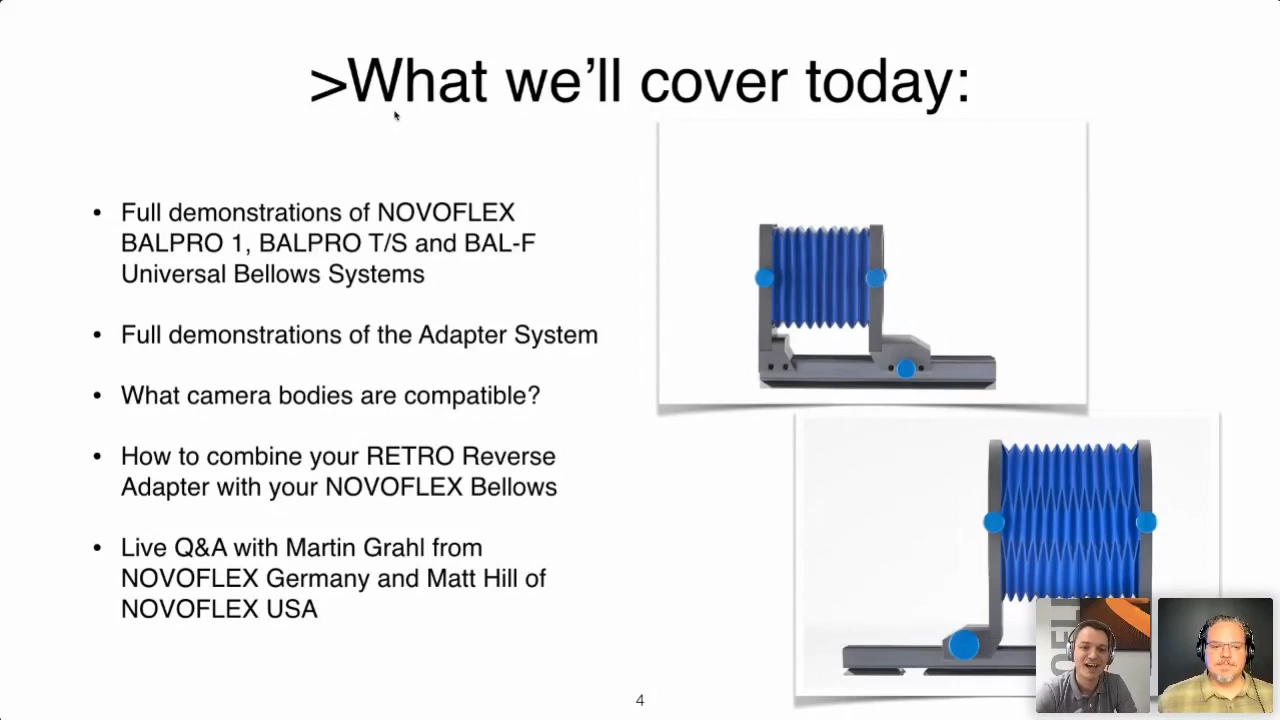 >What we’ll cover today:
• Full demonstrations of NOVOFLEX
BALPRO 1, BALPRO T/S and BAL-F
Universal Bellows Systems
• Full demonstrations of the Adapter System
• What camera bodies are compatible?
• How to combine your RETRO Reverse
Adapter with your NOVOFLEX Bellows
• Live Q&A with Martin Grahl from
NOVOFLEX Germany and Matt Hill of
NOVOFLEX USA
4